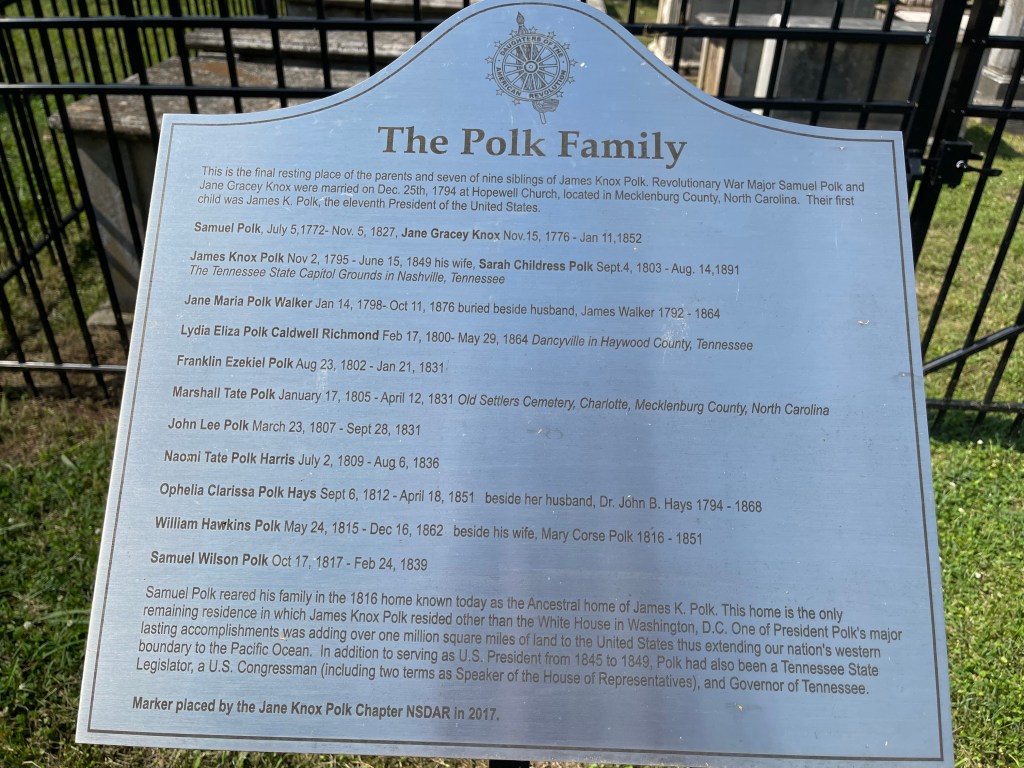 DAUGHTERS OF THE AMERICAN REVOLUTION
The Polk Family
This is the final resting place of the parents and seven of nine siblings of James Knox Polk. Revolutionary War Major Samuel Polk and
Jane Gracey Knox were married on Dec. 25th, 1794 at Hopewell Church, located in Mecklenburg County, North Carolina. Their first
child was James K. Polk, the eleventh President of the United States.
Samuel Polk, July 5,1772- Nov. 5, 1827, Jane Gracey Knox Nov.15, 1776 - Jan 11,1852
James Knox Polk Nov 2, 1795 - June 15, 1849 his wife, Sarah Childress Polk Sept.4, 1803 - Aug. 14,1891
The Tennessee State Capitol Grounds in Nashville, Tennessee
Jane Maria Polk Walker Jan 14, 1798- Oct 11, 1876 buried beside husband, James Walker 1792 - 1864
Lydia Eliza Polk Caldwell Richmond Feb 17, 1800- May 29, 1864 Dancyville in Haywood County, Tennessee
Franklin Ezekiel Polk Aug 23, 1802 - Jan 21, 1831
Marshall Tate Polk January 17, 1805 - April 12, 1831 Old Settlers Cemetery, Charlotte, Mecklenburg County, North Carolina
John Lee Polk March 23, 1807 - Sept 28, 1831
Naomi Tate Polk Harris July 2, 1809 - Aug 6, 1836
Ophelia Clarissa Polk Hays Sept 6, 1812 - April 18, 1851 beside her husband, Dr. John B. Hays 1794 - 1868
William Hawkins Polk May 24, 1815 - Dec 16, 1862 beside his wife, Mary Corse Polk 1816 - 1851
Samuel Wilson Polk Oct 17, 1817 - Feb 24, 1839
Samuel Polk reared his family in the 1816 home known today as the Ancestral home of James K. Polk. This home is the only
remaining residence in which James Knox Polk resided other than the White House in Washington, D.C. One of President Polk's major
lasting accomplishments was adding over one million square miles of land to the United States thus extending our nation's western
boundary to the Pacific Ocean. In addition to serving as U.S. President from 1845 to 1849, Polk had also been a Tennessee State
Legislator, a U.S. Congressman (including two terms as Speaker of the House of Representatives), and Governor of Tennessee.
Marker placed by the Jane Knox Polk Chapter NSDAR in 2017.